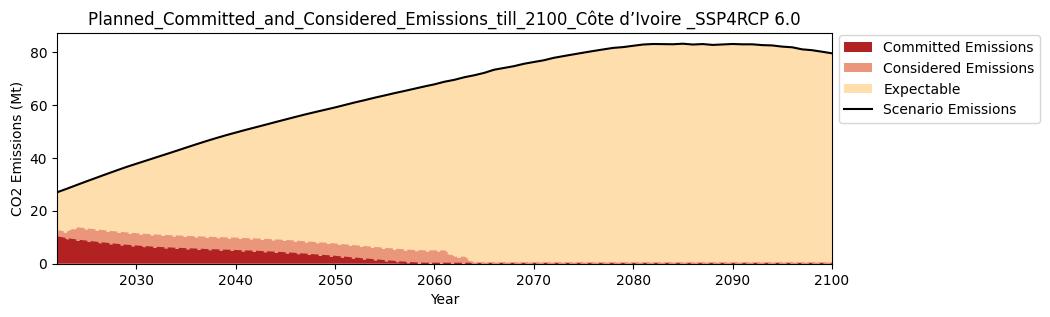 Planned_Committed_and_Considered_Emissions_till_2100_Côte d’Ivoire _SSP4RCP 6.0
CO2 Emissions (Mt)
80
60
40
20
0
2030 2040 2050 2060 2070 2080 2090 2100
Year
Committed Emissions
Considered Emissions
Expectable
Scenario Emissions